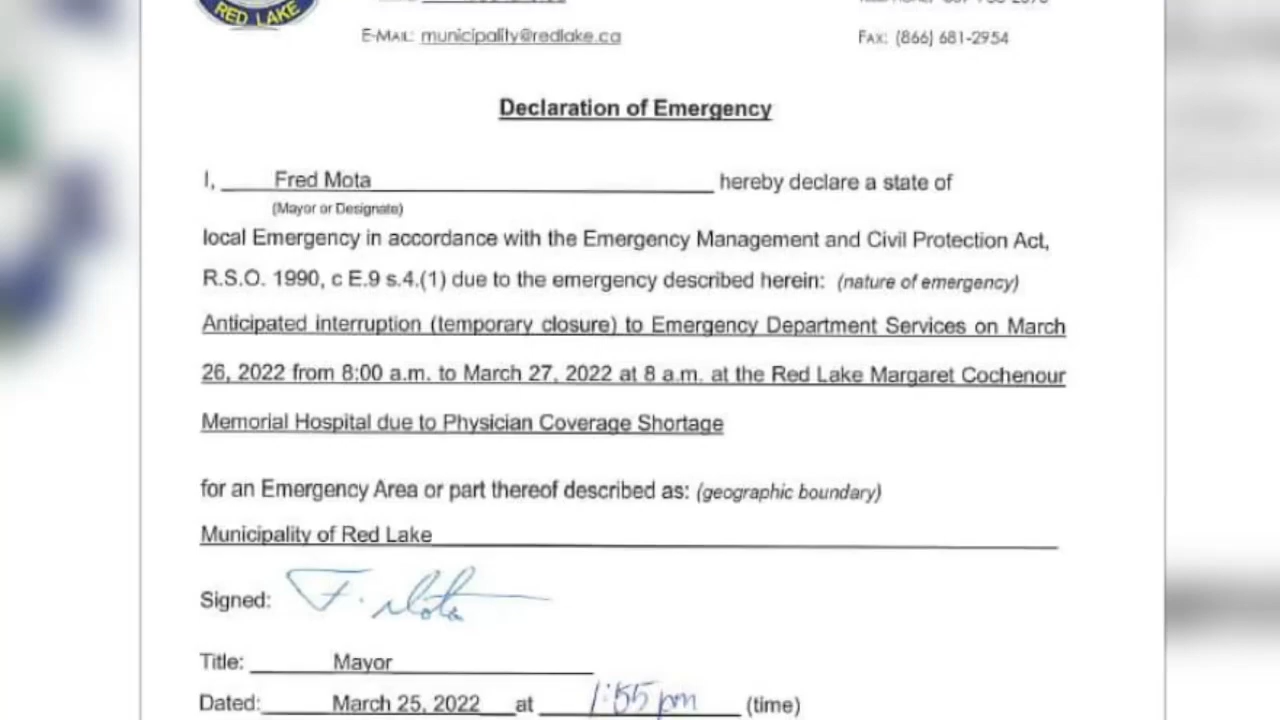 RED LAKE
E-MAIL: municipality@redlake.ca
FAX: (866) 681-2954
Declaration of Emergency
I, Fred Mota hereby declare a state of
(Mayor or Designate)
local Emergency in accordance with the Emergency Management and Civil Protection Act,
R.S.O. 1990, c E.9 s.4.(1) due to the emergency described herein: (nature of emergency)
Anticipated interruption (temporary closure) to Emergency Department Services on March
26, 2022 from 8:00 a.m. to March 27, 2022 at 8 a.m. at the Red Lake Margaret Cochenour
Memorial Hospital due to Physician Coverage Shortage
for an Emergency Area or part thereof described as: (geographic boundary)
Municipality of Red Lake
Signed: F. Mota
Title: Mayor
Dated: March 25, 2022 at 1:55 pm (time)